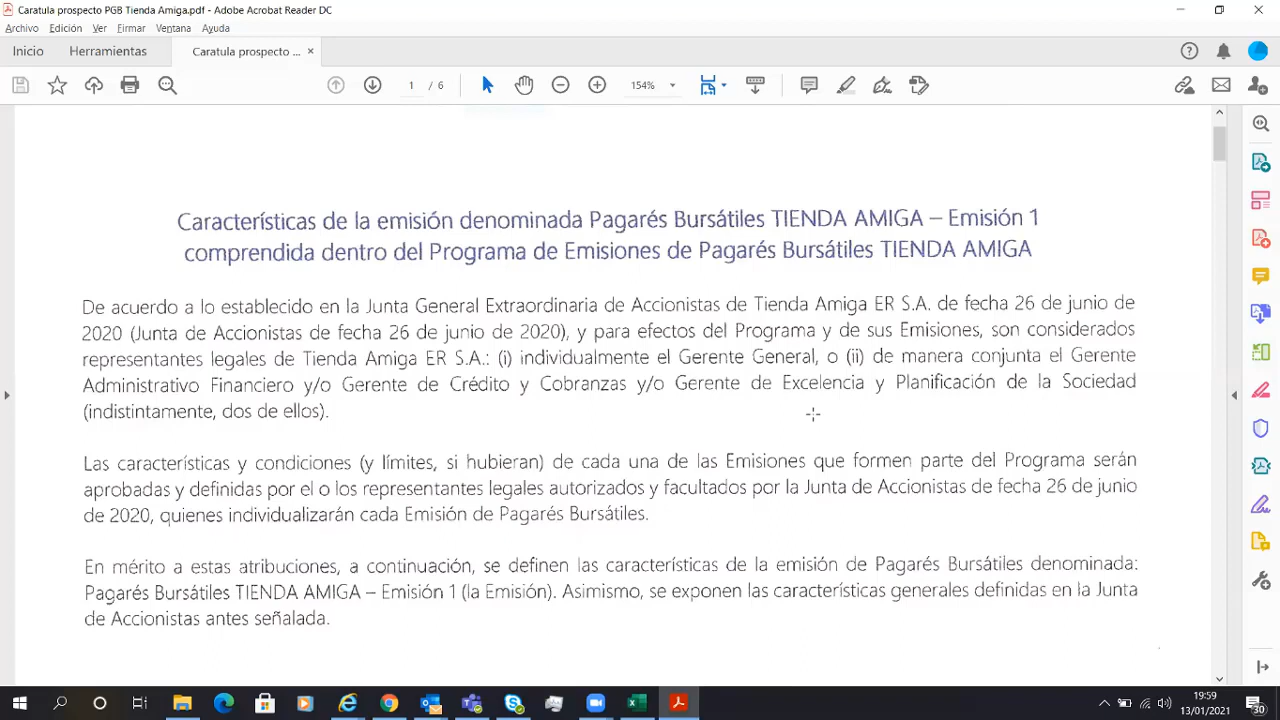 Caratula prospecto PGB Tienda Amiga.pdf - Adobe Acrobat Reader DC
Archivo Edición Ver Firmar Ventana Ayuda
Inicio Herramientas Caratula prospecto ... ×
1 / 6 154%
Características de la emisión denominada Pagarés Bursátiles TIENDA AMIGA – Emisión 1
comprendida dentro del Programa de Emisiones de Pagarés Bursátiles TIENDA AMIGA
De acuerdo a lo establecido en la Junta General Extraordinaria de Accionistas de Tienda Amiga ER S.A. de fecha 26 de junio de
2020 (Junta de Accionistas de fecha 26 de junio de 2020), y para efectos del Programa y de sus Emisiones, son considerados
representantes legales de Tienda Amiga ER S.A.: (i) individualmente el Gerente General, o (ii) de manera conjunta el Gerente
Administrativo Financiero y/o Gerente de Crédito y Cobranzas y/o Gerente de Excelencia y Planificación de la Sociedad
(indistintamente, dos de ellos).
Las características y condiciones (y límites, si hubieran) de cada una de las Emisiones que formen parte del Programa serán
aprobadas y definidas por el o los representantes legales autorizados y facultados por la Junta de Accionistas de fecha 26 de junio
de 2020, quienes individualizarán cada Emisión de Pagarés Bursátiles.
En mérito a estas atribuciones, a continuación, se definen las características de la emisión de Pagarés Bursátiles denominada:
Pagarés Bursátiles TIENDA AMIGA – Emisión 1 (la Emisión). Asimismo, se exponen las características generales definidas en la Junta
de Accionistas antes señalada.
19:59
13/01/2021
30